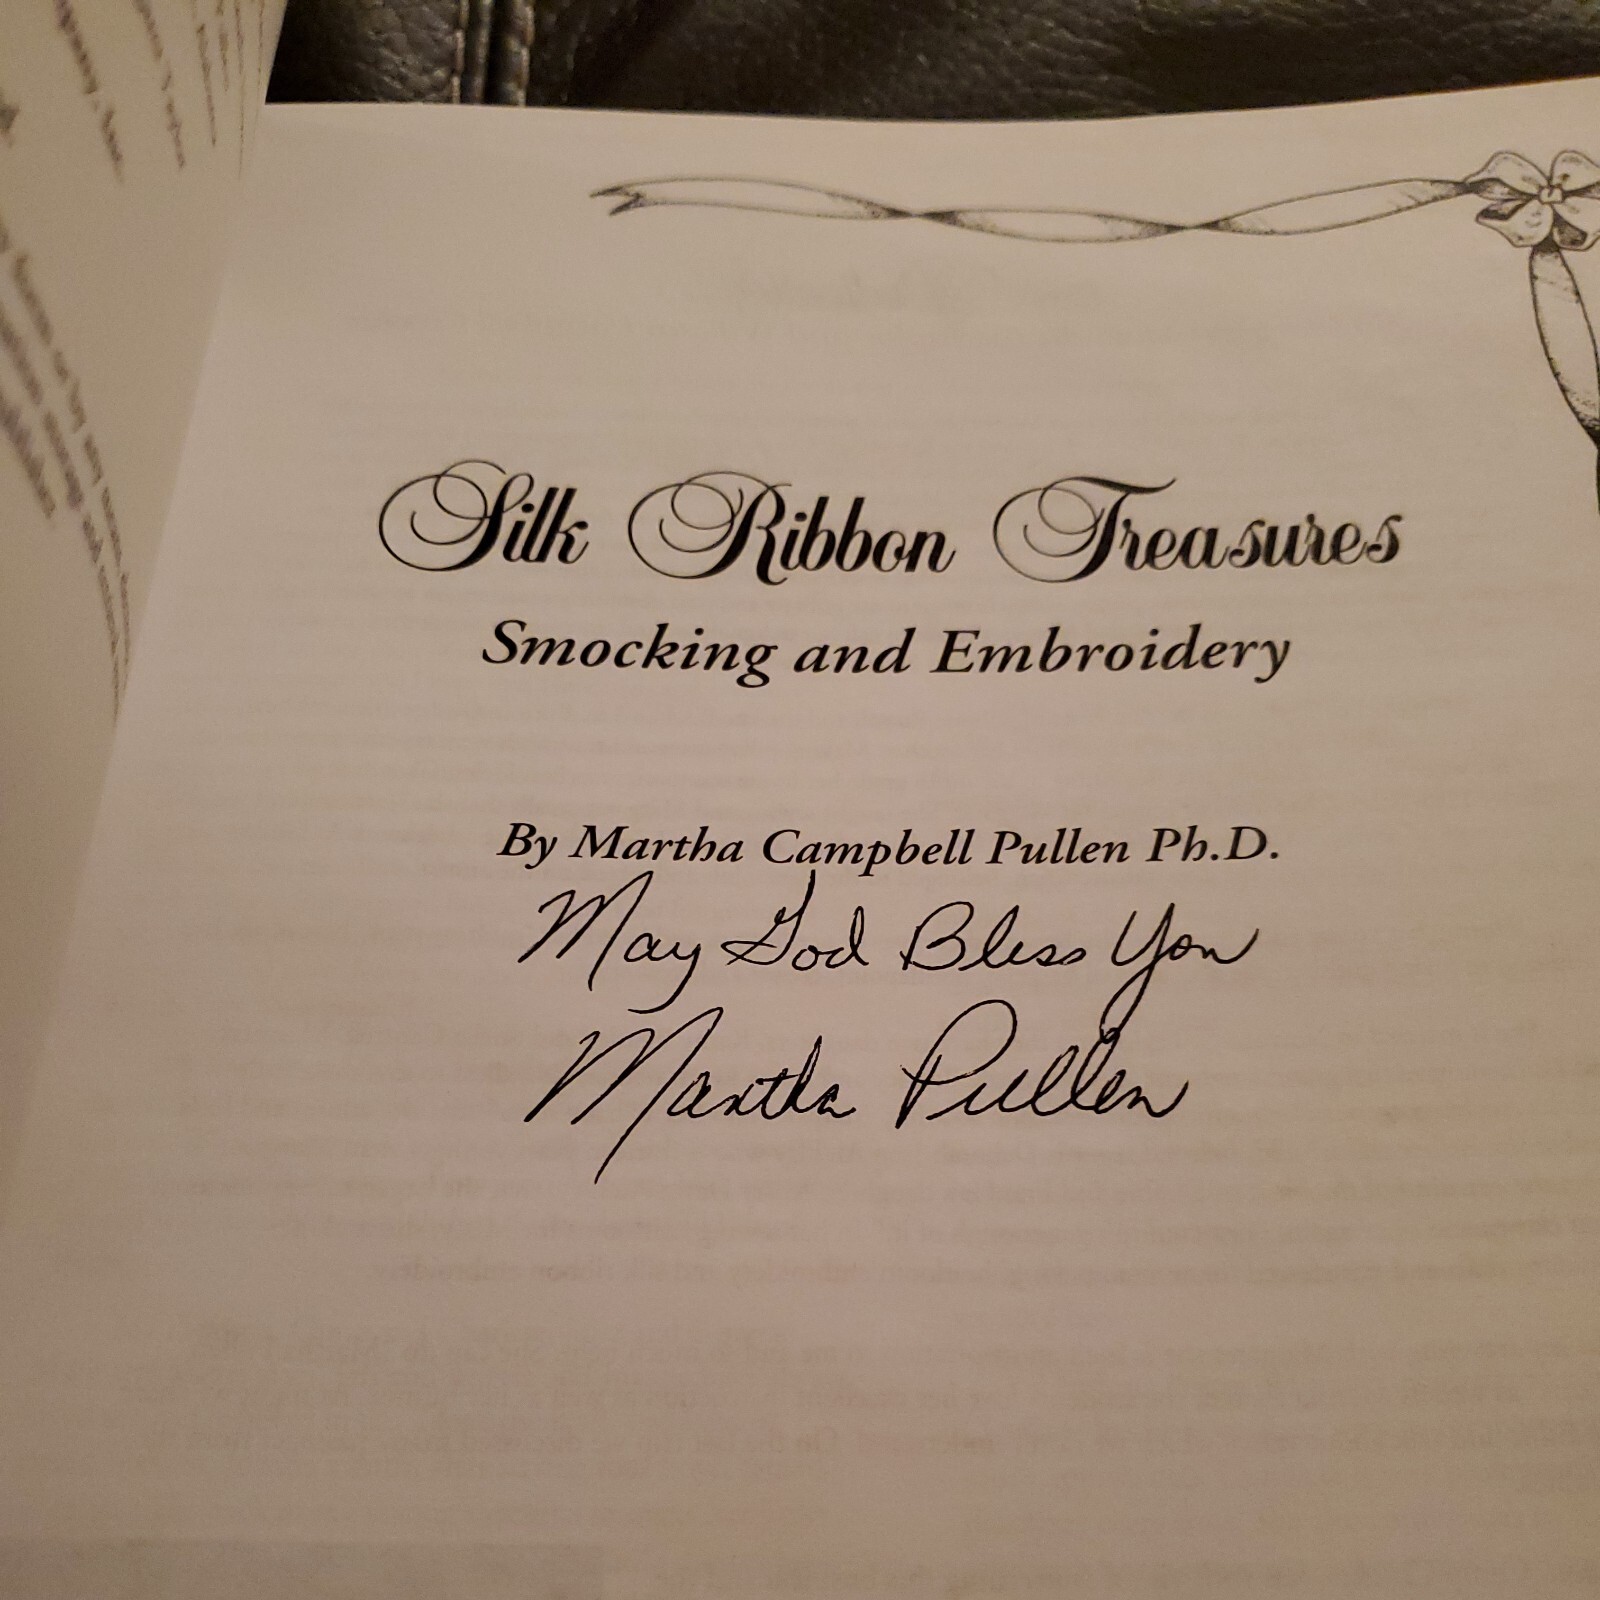 Silk Ribbon Treasures
Smocking and Embroidery
By Martha Campbell Pullen Ph.D.
May God Bless You
Martha Pullen